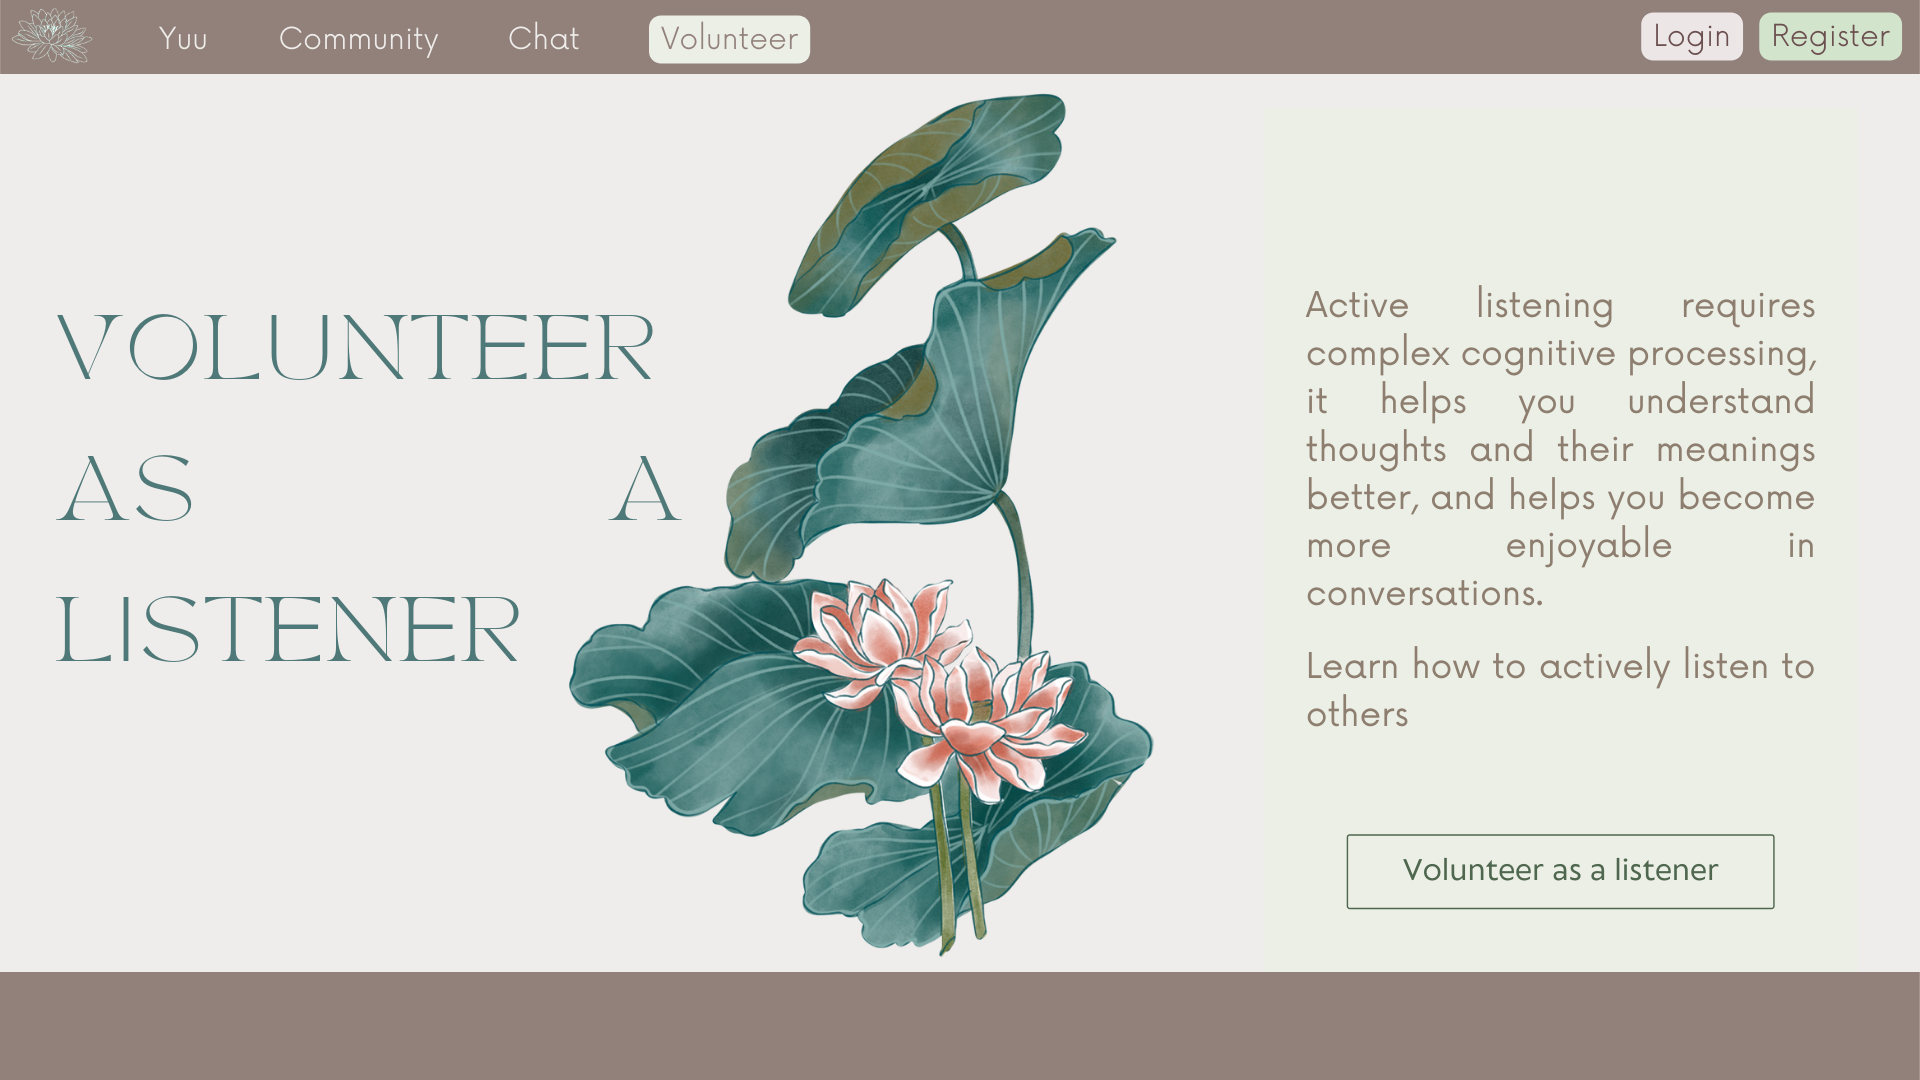 Yuu Community Chat Volunteer Login Register
VOLUNTEER
AS A
LISTENER
Active listening requires
complex cognitive processing,
it helps you understand
thoughts and their meanings
better, and helps you become
more enjoyable in
conversations.
Learn how to actively listen to
others
Volunteer as a listener